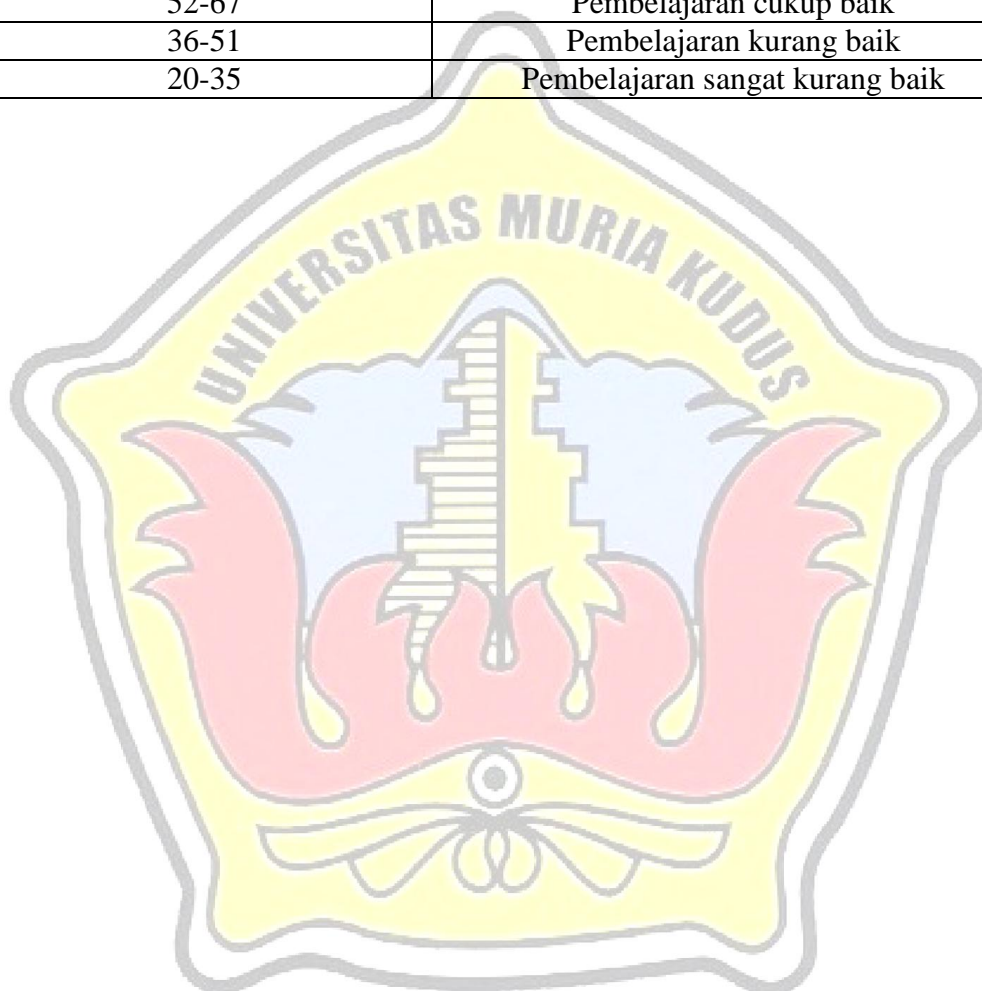 52-67 Pembelajaran cukup baik
36-51 Pembelajaran kurang baik
20-35 Pembelajaran sangat kurang baik
UNIVERSITAS MURIA KUDUS